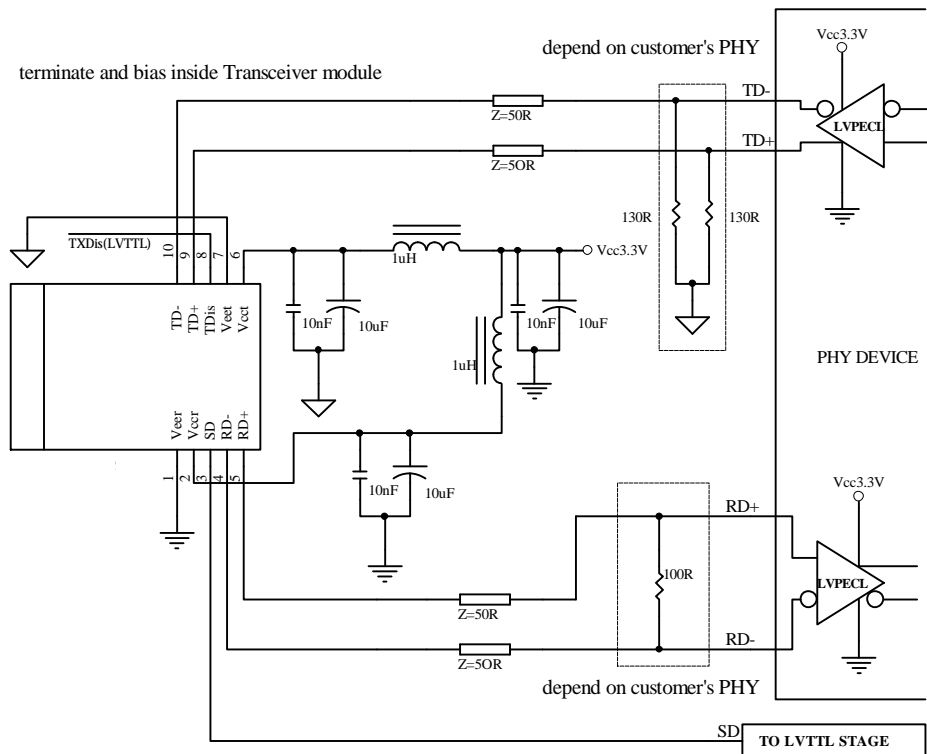 depend on customer's PHY
Vcc3.3V
terminate and bias inside Transceiver module
TD-
Z=50R
LVPECL
TD+
Z=5OR
130R
130R
TXDis(LVTTL)
1uH
Vcc3.3V
10
9
8
7
6
TD-
TD+
TDis
Veet
Vcct
10nF
10uF
10nF
10uF
1uH
PHY DEVICE
Veer
Vccr
SD
RD-
RD+
1
2
3
4
5
10nF
10uF
Vcc3.3V
RD+
100R
LVPECL
Z=50R
RD-
Z=5OR
depend on customer's PHY
SD
TO LVTTL STAGE